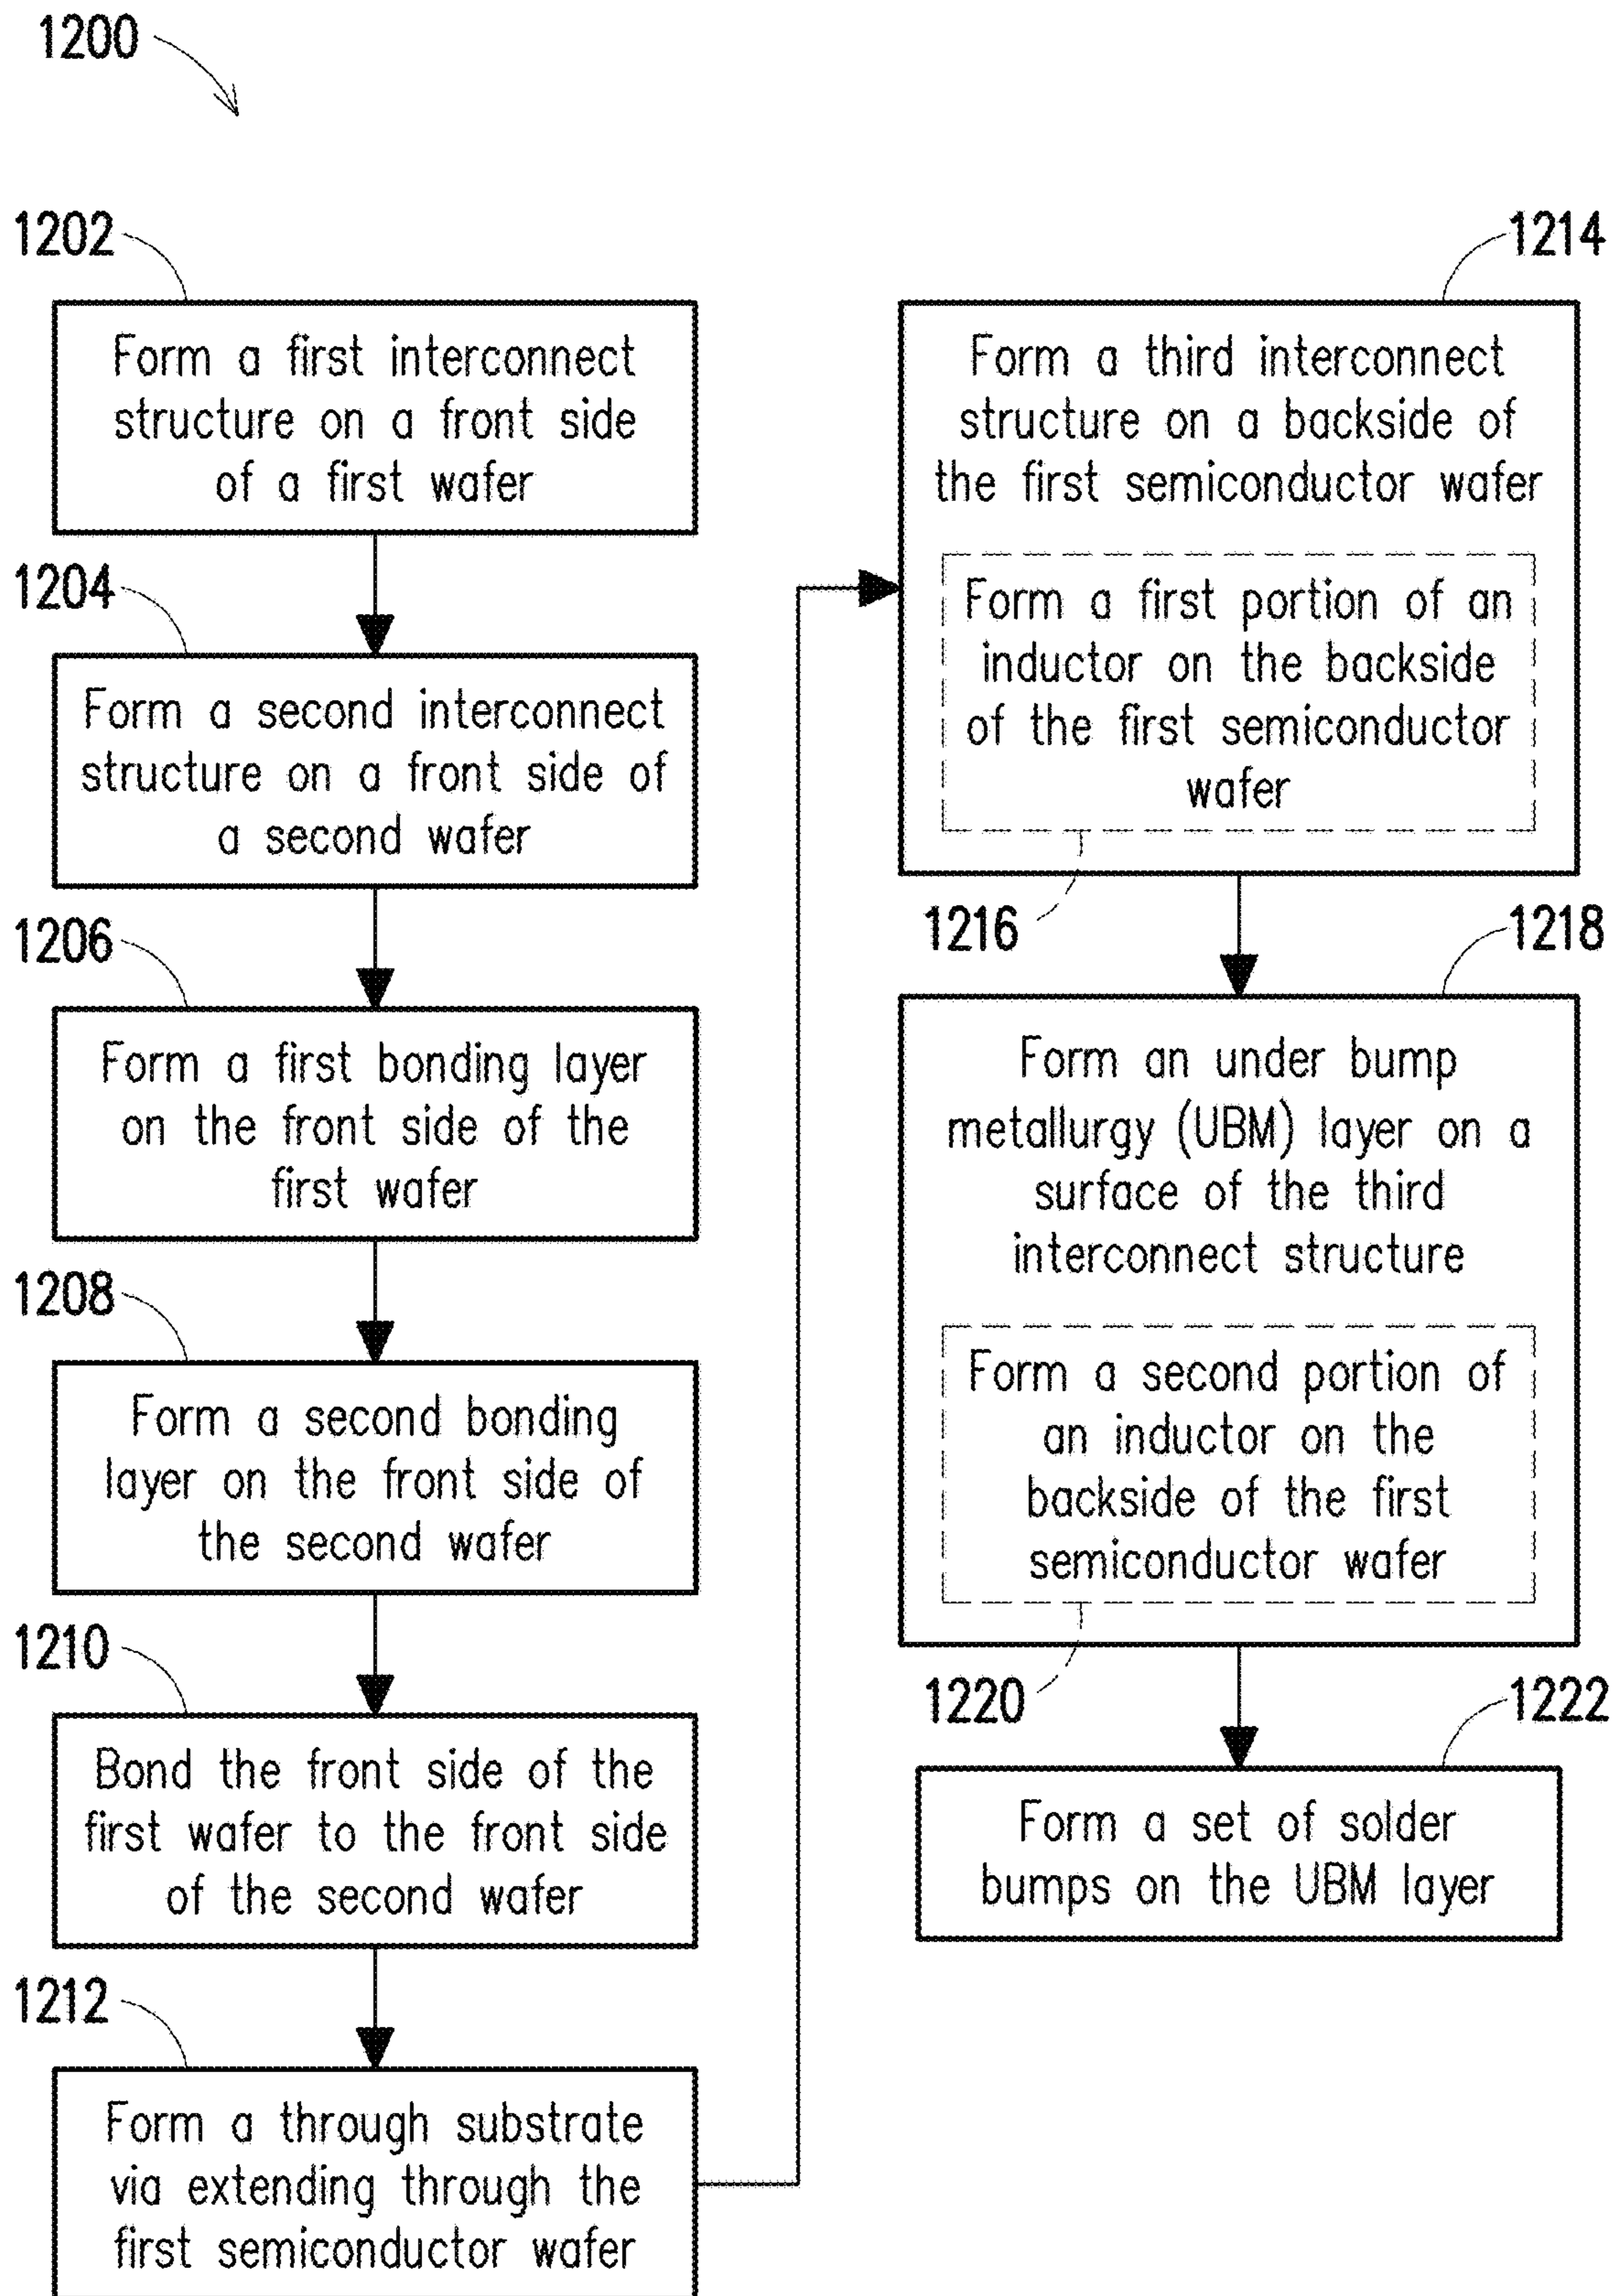 1200
1202
Form a first interconnect
structure on a front side
of a first wafer
1204
Form a second interconnect
structure on a front side of
a second wafer
1206
Form a first bonding layer
on the front side of the
first wafer
1208
Form a second bonding
layer on the front side of
the second wafer
1210
Bond the front side of the
first wafer to the front side
of the second wafer
1212
Form a through substrate
via extending through the
first semiconductor wafer
1214
Form a third interconnect
structure on a backside of
the first semiconductor wafer
Form a first portion of an
inductor on the backside
of the first semiconductor
wafer
1216
1218
Form an under bump
metallurgy (UBM) layer on a
surface of the third
interconnect structure
Form a second portion of
an inductor on the
backside of the first
semiconductor wafer
1220
1222
Form a set of solder
bumps on the UBM layer